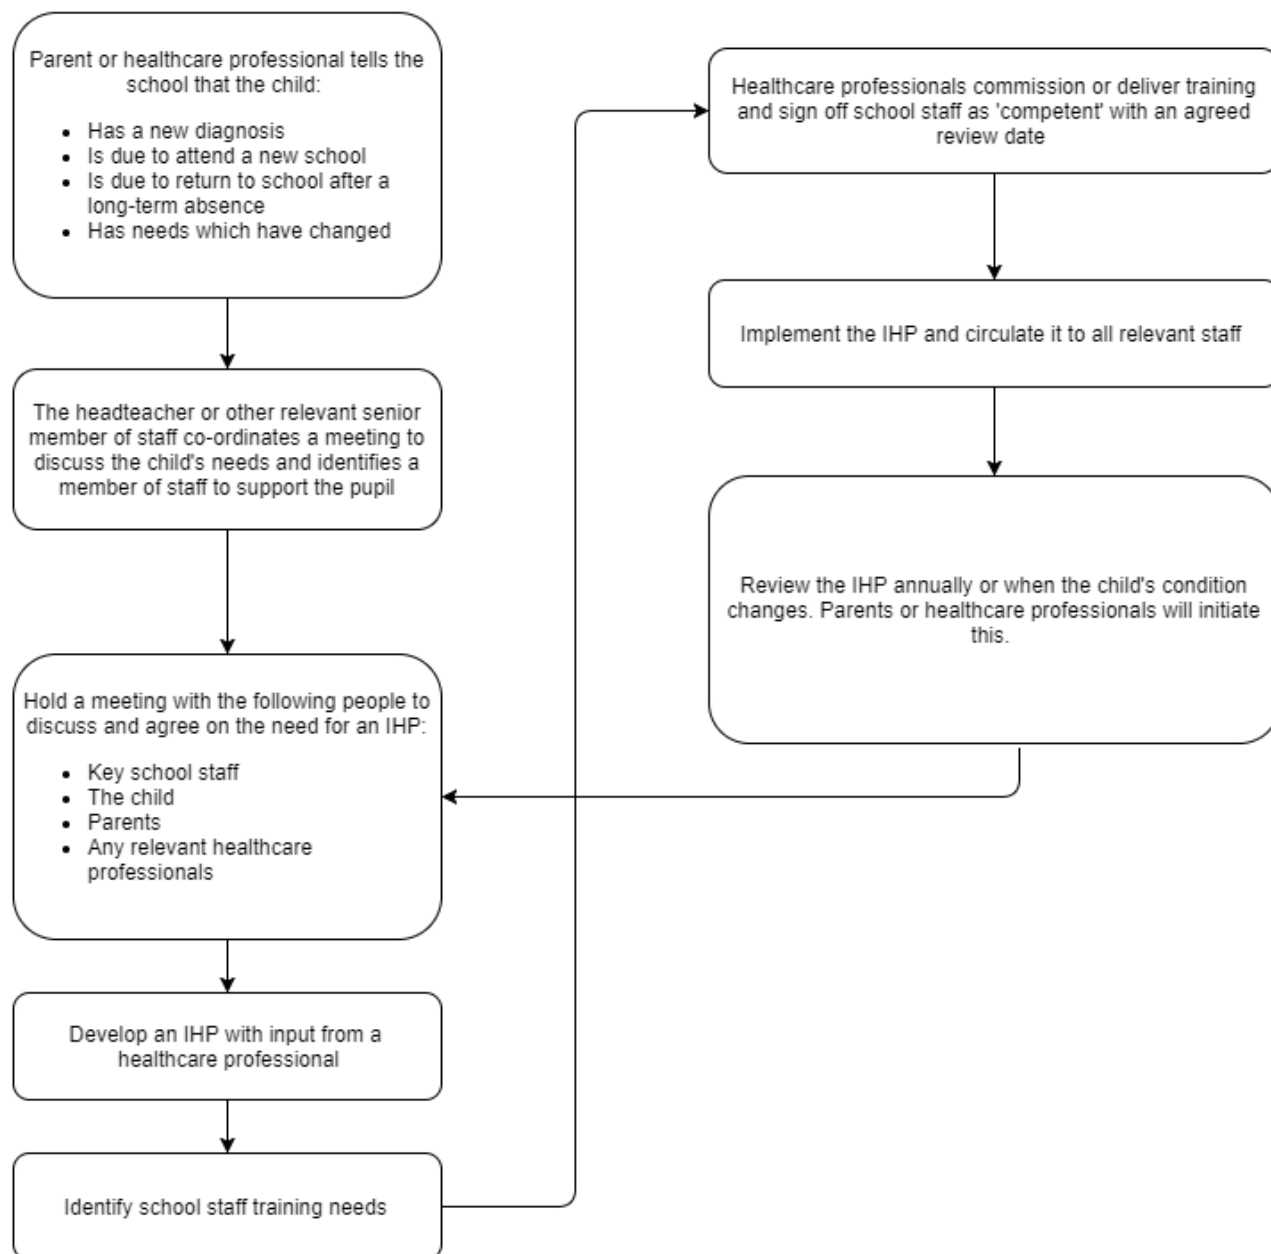 Parent or healthcare professional tells the
school that the child:
• Has a new diagnosis
• Is due to attend a new school
• Is due to return to school after a
long-term absence
• Has needs which have changed
The headteacher or other relevant senior
member of staff co-ordinates a meeting to
discuss the child's needs and identifies a
member of staff to support the pupil
Hold a meeting with the following people to
discuss and agree on the need for an IHP:
• Key school staff
• The child
• Parents
• Any relevant healthcare
professionals
Develop an IHP with input from a
healthcare professional
Identify school staff training needs
Healthcare professionals commission or deliver training
and sign off school staff as 'competent' with an agreed
review date
Implement the IHP and circulate it to all relevant staff
Review the IHP annually or when the child's condition
changes. Parents or healthcare professionals will initiate
this.